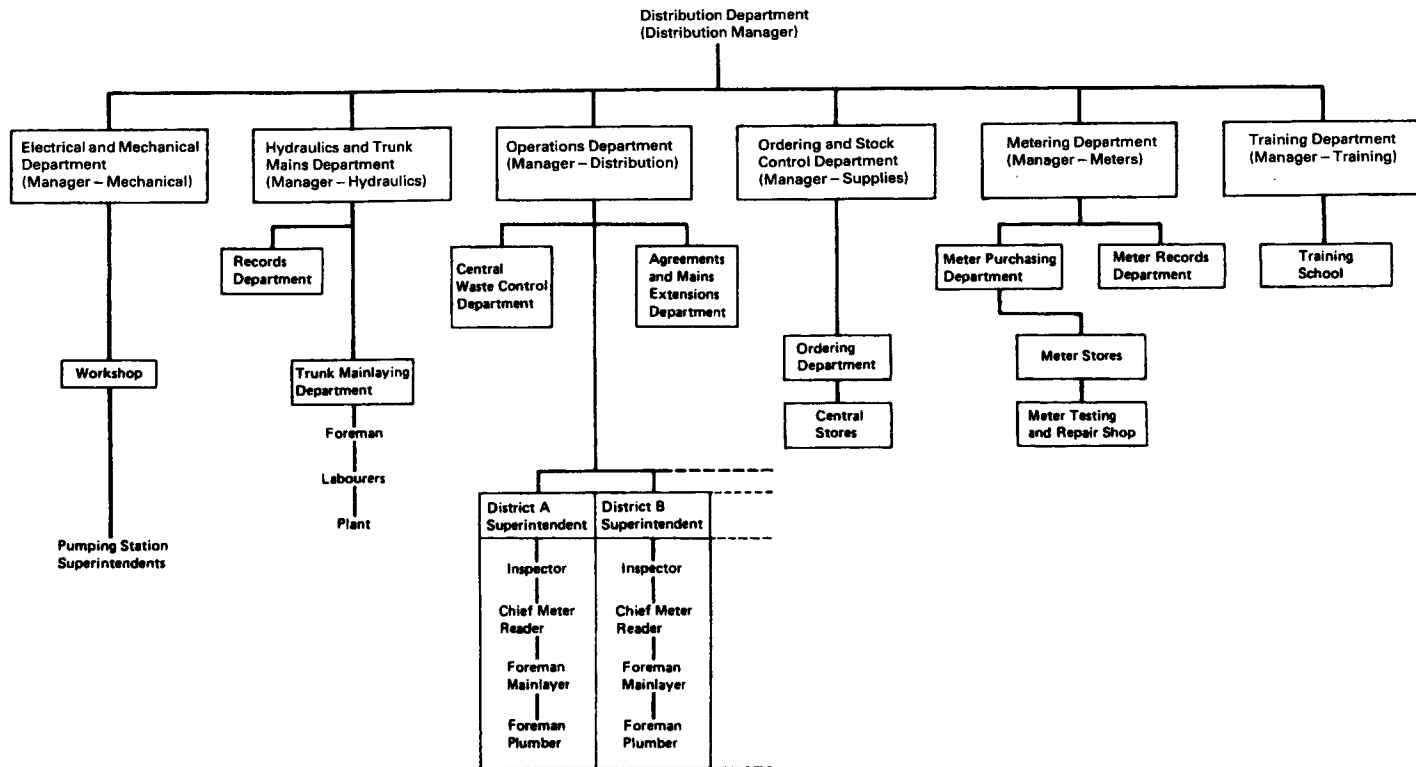 Distribution Department
(Distribution Manager)
Electrical and Mechanical
Department
(Manager – Mechanical)
Hydraulics and Trunk
Mains Department
(Manager – Hydraulics)
Operations Department
(Manager – Distribution)
Ordering and Stock
Control Department
(Manager – Supplies)
Metering Department
(Manager – Meters)
Training Department
(Manager – Training)
Records
Department
Central
Waste Control
Department
Agreements
and Mains
Extensions
Department
Meter Purchasing
Department
Meter Records
Department
Training
School
Workshop
Trunk Mainlaying
Department
Ordering
Department
Meter Stores
Central
Stores
Meter Testing
and Repair Shop
Foreman
Labourers
Plant
Pumping Station
Superintendents
District A
Superintendent
Inspector
Chief Meter
Reader
Foreman
Mainlayer
Foreman
Plumber
District B
Superintendent
Inspector
Chief Meter
Reader
Foreman
Mainlayer
Foreman
Plumber